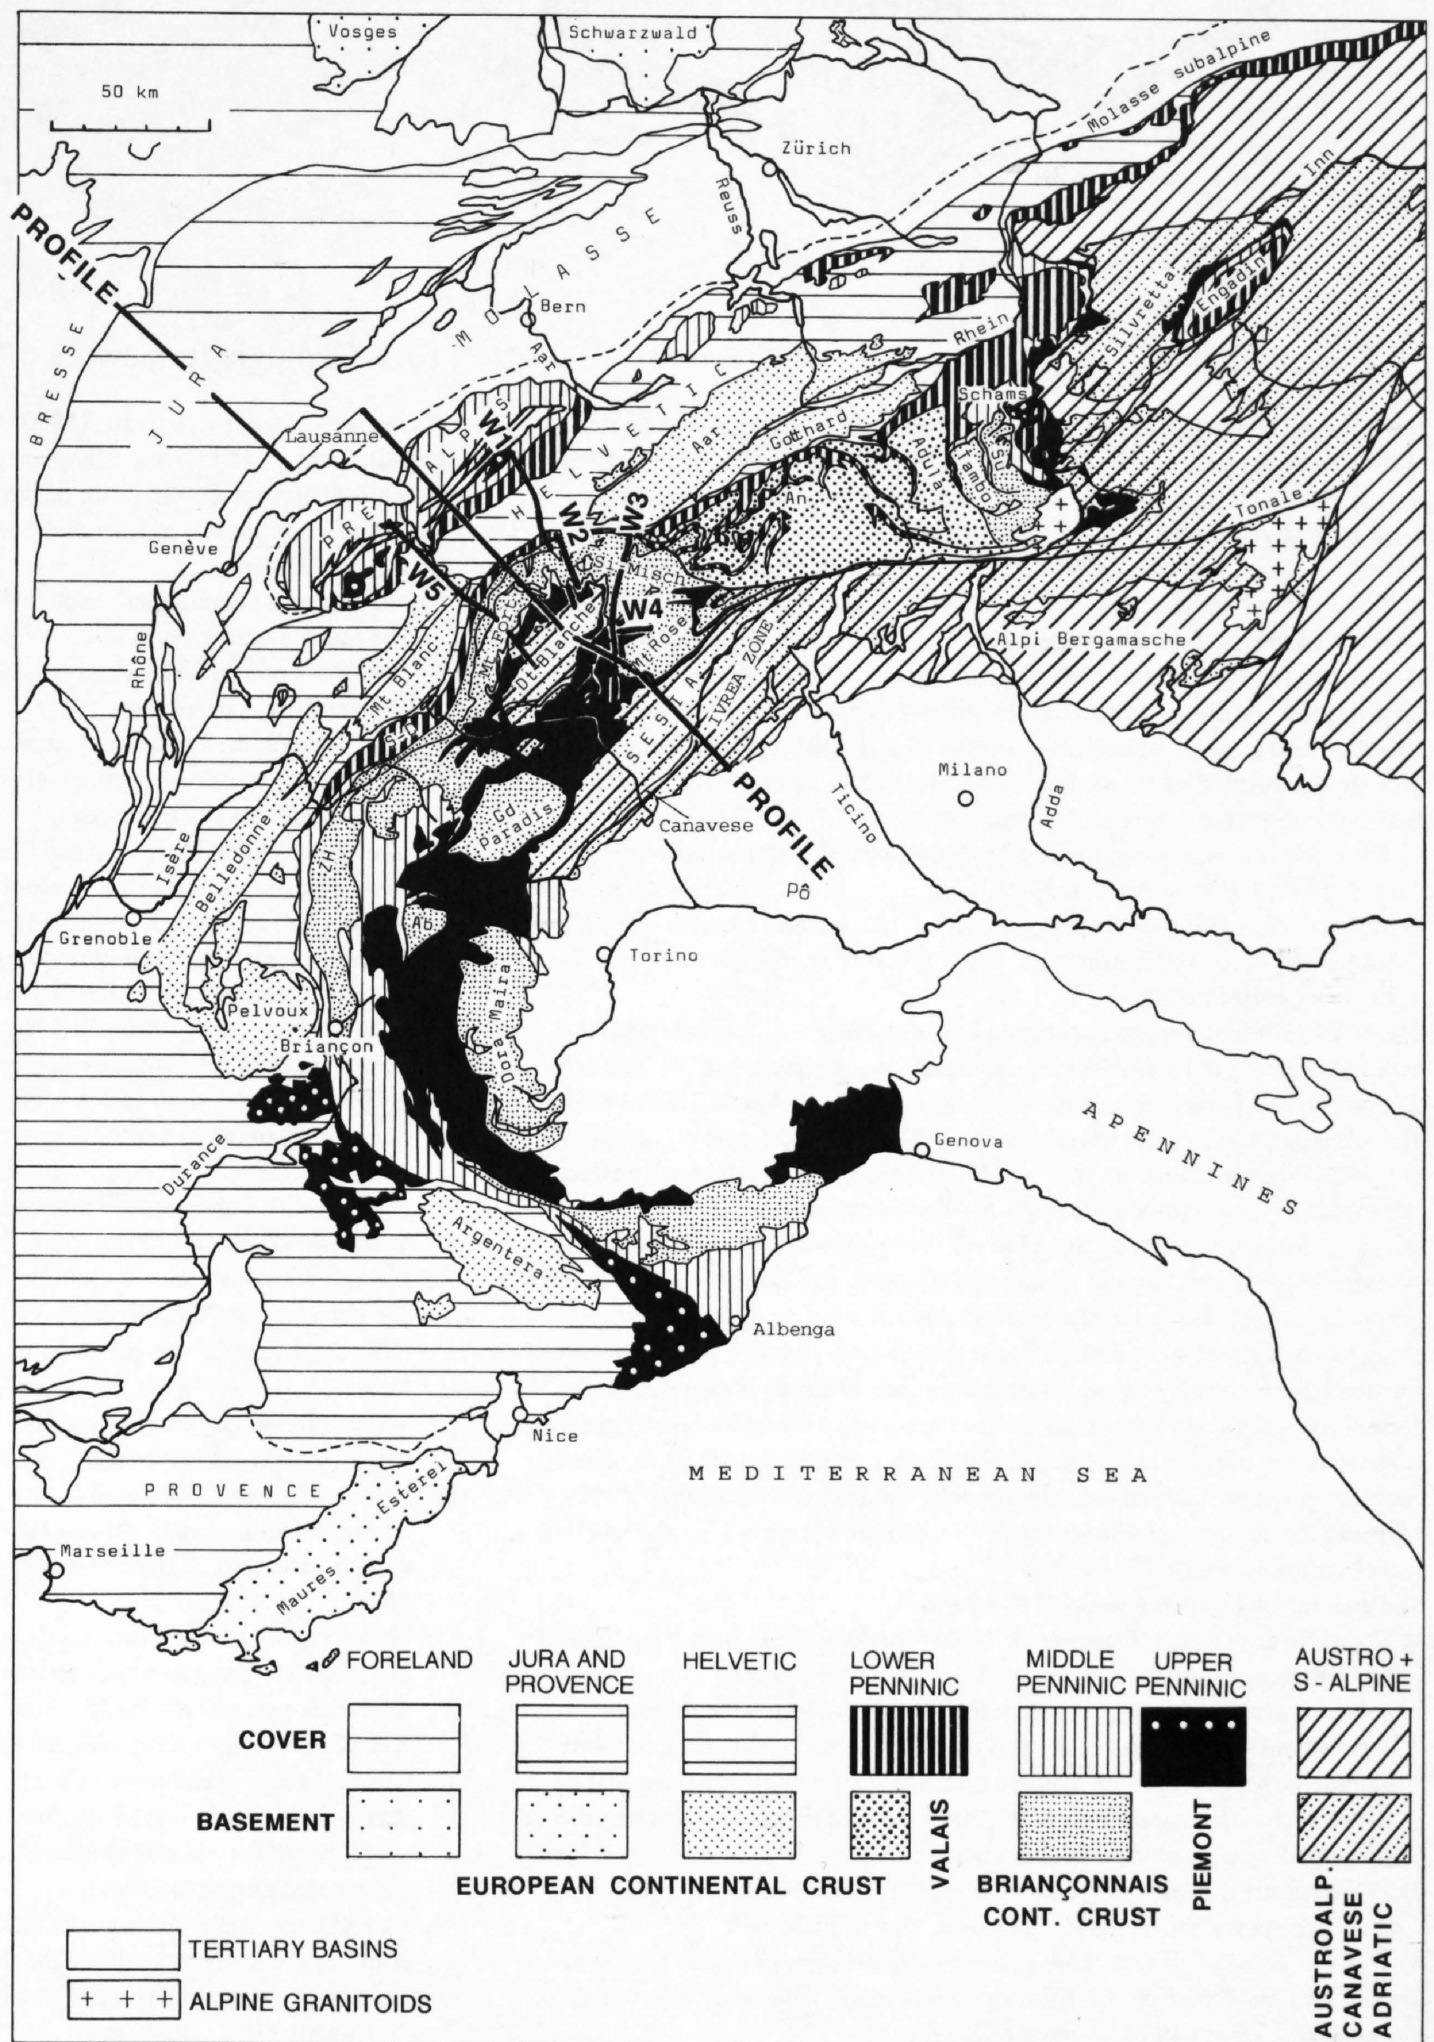 Vosges
Schwarzwald
50 km
Molasse subalpine
Zürich
Inn
PROFILE
Reuss
MOLASSE
Bern
Silvretta
Engadin
BRESSE
JURA
Aar
Rhein
HELVETIC
Schams
Lausanne
PREALPS
W1
Aar
Gotthard
Adula
Tambo
Su
An
Tonale
W2
W3
Genève
W5
W4
Dt Blanche
Mt Rose
Alpi Bergamasche
Rhône
Mt Blanc
SESIA
IVREA ZONE
PROFILE
Milano
Ticino
Adda
Gd Paradis
Canavese
Isère
Belledonne
ZH
Pô
Grenoble
Ab
Torino
Dora Maira
Pelvoux
Briançon
APENNINES
Genova
Durance
Argentera
Albenga
Nice
MEDITERRANEAN SEA
PROVENCE
Esterel
Marseille
Maures
FORELAND
JURA AND PROVENCE
HELVETIC
LOWER PENNINIC
MIDDLE PENNINIC
UPPER PENNINIC
AUSTRO + S - ALPINE
COVER
BASEMENT
VALAIS
PIEMONT
EUROPEAN CONTINENTAL CRUST
BRIANÇONNAIS CONT. CRUST
AUSTROALP. CANAVESE ADRIATIC
TERTIARY BASINS
ALPINE GRANITOIDS